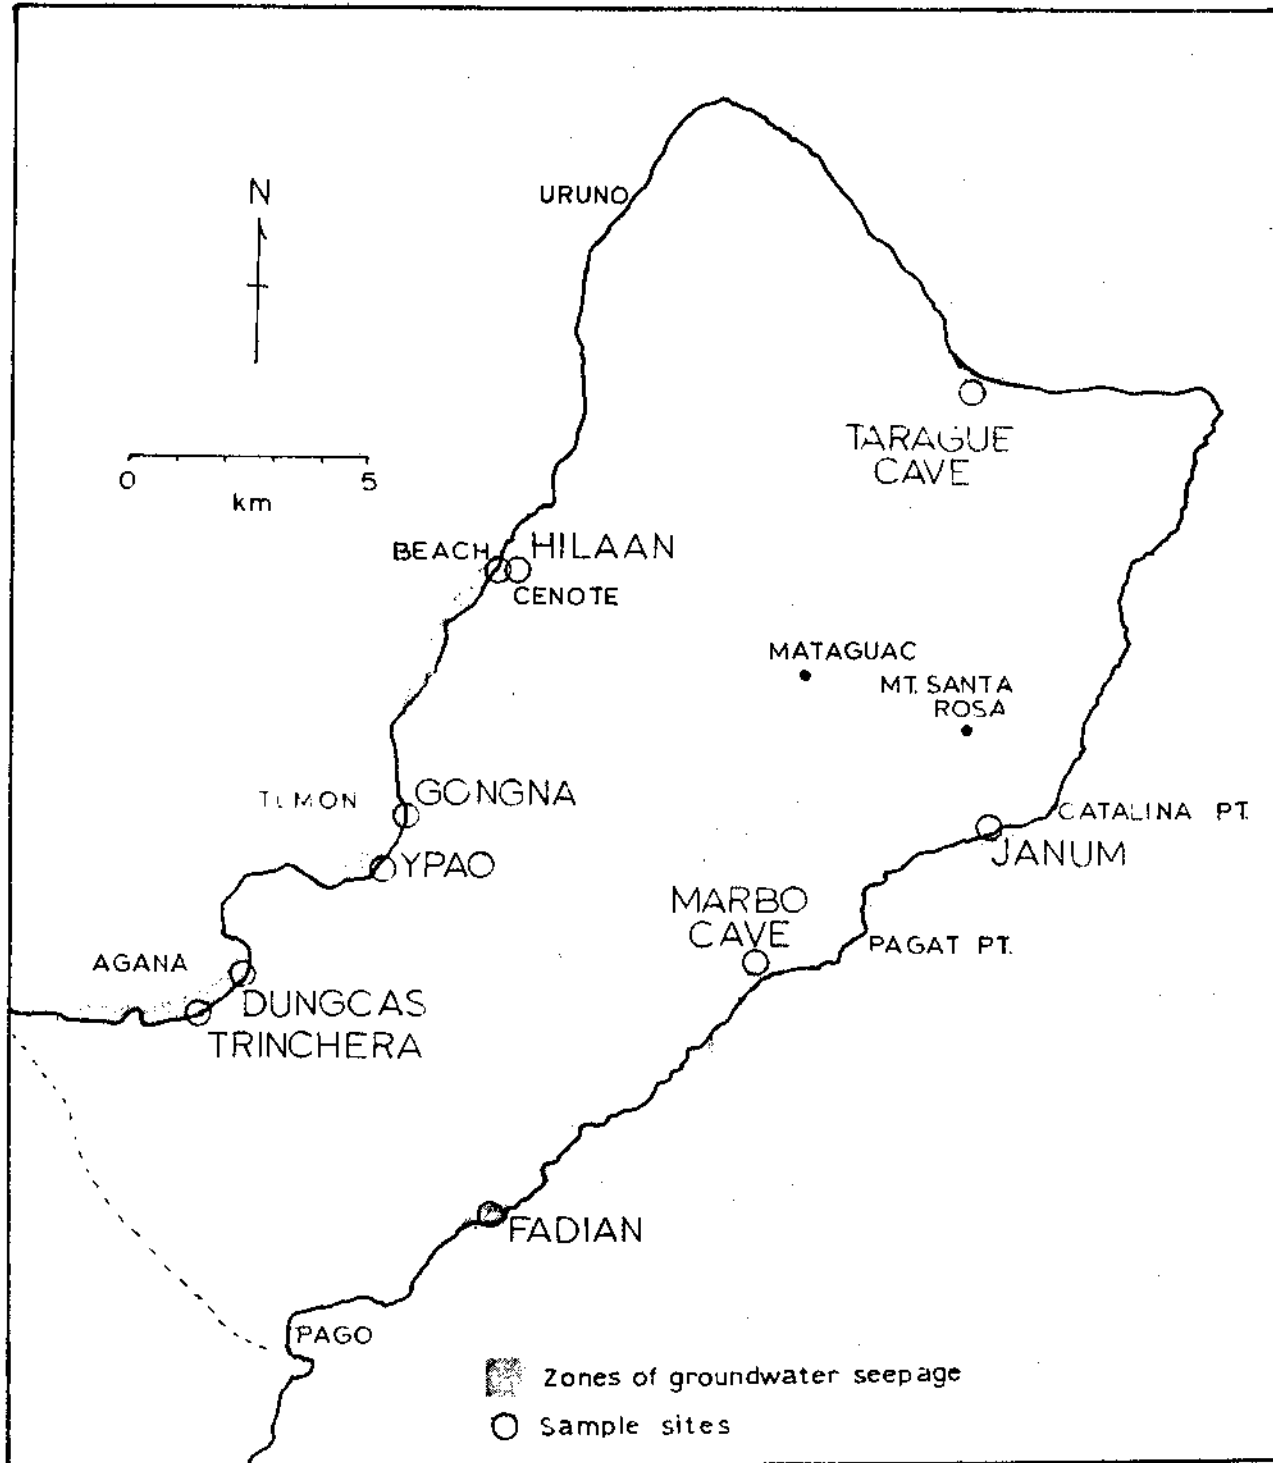 N
URUNO
TARAGUE
CAVE
0 5
km
BEACH HILAAN
CENOTE
MATAGUAC
MT. SANTA
ROSA
GONGNA
CATALINA PT.
JANUM
YPAO
MARBO
CAVE
PAGAT PT.
AGANA
DUNGCAS
TRINCHERA
FADIAN
PAGO
Zones of groundwater seepage
Sample sites